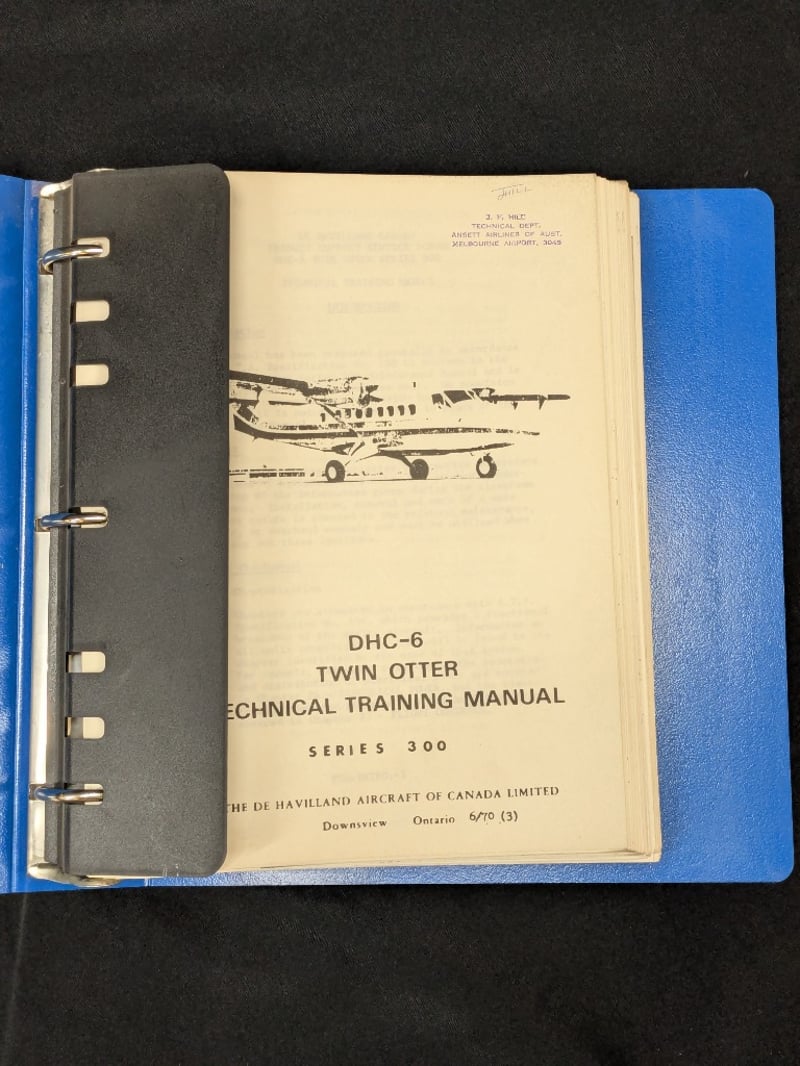 JHILL
J. F. HILL
TECHNICAL DEPT.
ANSETT AIRLINES OF AUST.
MELBOURNE AIRPORT, 3045
DHC-6
TWIN OTTER
ECHNICAL TRAINING MANUAL
SERIES 300
THE DE HAVILLAND AIRCRAFT OF CANADA LIMITED
Downsview Ontario 6/70 (3)